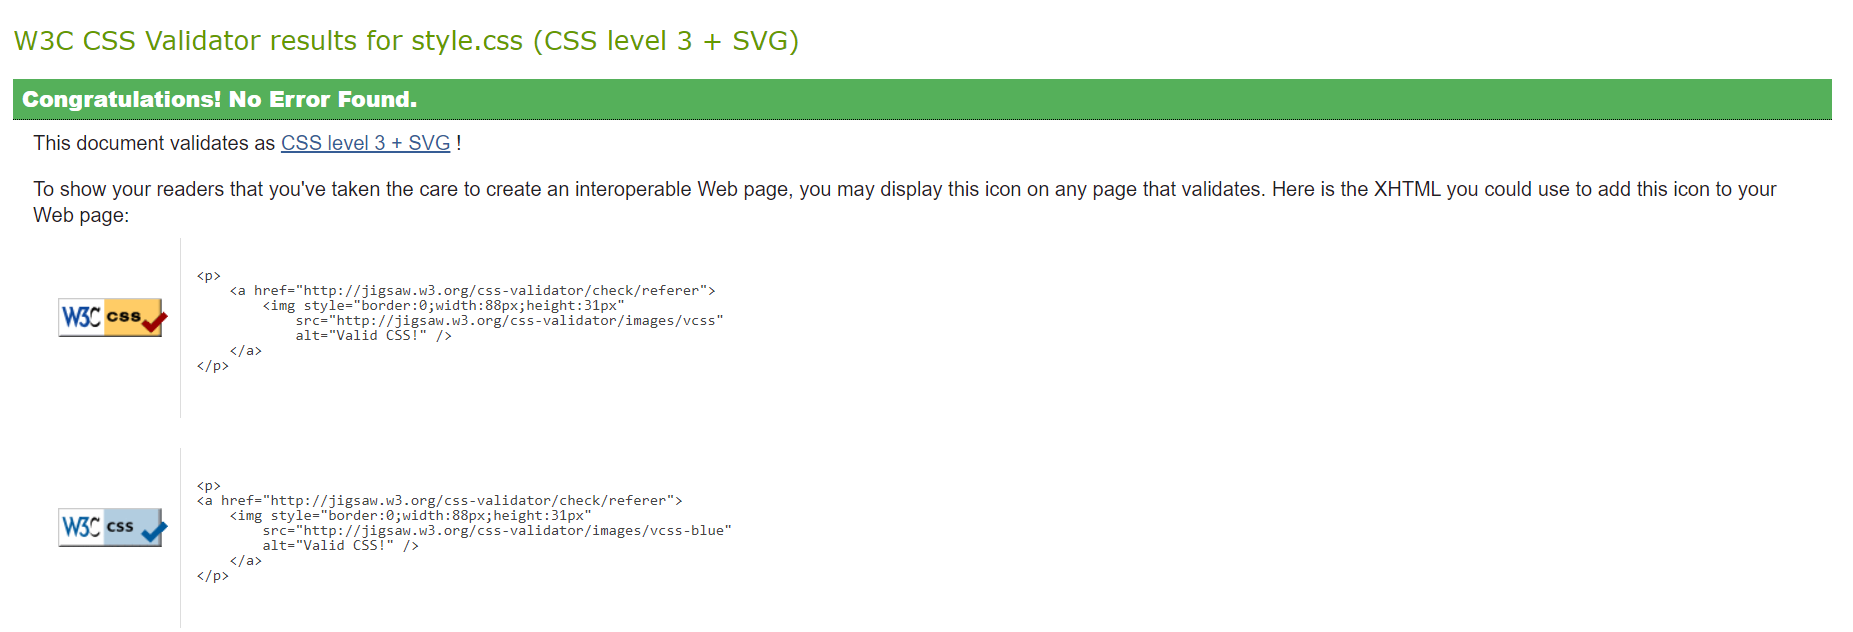 W3C CSS Validator results for style.css (CSS level 3 + SVG)
Congratulations! No Error Found.
This document validates as CSS level 3 + SVG !
To show your readers that you've taken the care to create an interoperable Web page, you may display this icon on any page that validates. Here is the XHTML you could use to add this icon to your
Web page:
W3C css
<p>
    <a href="http://jigsaw.w3.org/css-validator/check/referer">
        <img style="border:0;width:88px;height:31px"
            src="http://jigsaw.w3.org/css-validator/images/vcss"
            alt="Valid CSS!" />
    </a>
</p>
W3C css
<p>
<a href="http://jigsaw.w3.org/css-validator/check/referer">
    <img style="border:0;width:88px;height:31px"
        src="http://jigsaw.w3.org/css-validator/images/vcss-blue"
        alt="Valid CSS!" />
    </a>
</p>